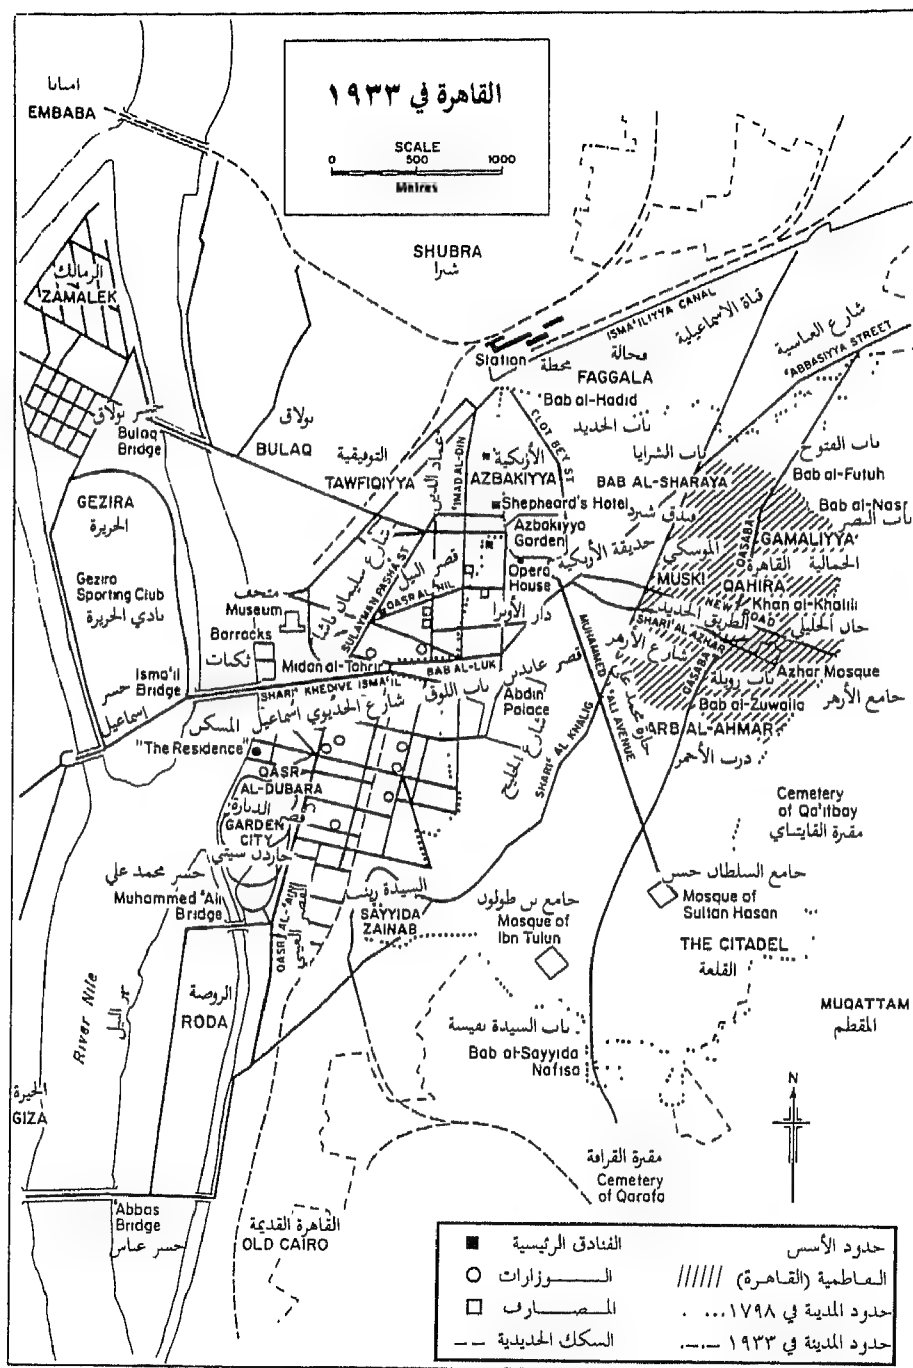 القاهرة في ١٩٣٣
SCALE
0 500 1000
Metres
امبابا
EMBABA
SHUBRA
شبرا
الزمالك
ZAMALEK
ISMA'ILIYYA CANAL
قناة الاسماعيلية
شارع العباسية
'ABBASIYYA STREET
Station
محطة
فجالة
FAGGALA
Bab al-Hadid
باب الحديد
CLOT BEY ST
جسر بولاق
Bulaq
Bridge
بولاق
BULAQ
التوفيقية
TAWFIQIYYA
عماد الدين
'IMAD AL-DIN
الأزبكية
AZBAKIYYA
باب الشرايا
BAB AL-SHARAYA
باب الفتوح
Bab al-Futuh
Bab al-Nasr
باب النصر
Shepheard's Hotel
فندق شبرد
Azbakiyya
Garden
حديقة الأزبكية
GEZIRA
الجزيرة
Gezira
Sporting Club
نادي الجزيرة
متحف
Museum
Barracks
ثكنات
شارع سليمان باشا
SULAYMAN PASHA ST
قصر النيل
QASR AL-NIL
Opera
House
دار الأوبرا
QASABA
GAMALIYYA
الجمالية
الموسكي
MUSKI
القاهرة
QAHIRA
Khan al-Khalili
خان الخليلي
NEW ROAD
الطريق الجديد
SHARI' AL AZHAR
شارع الأزهر
QASABA
Azhar Mosque
جامع الأزهر
باب زويلة
Bab al-Zuwaila
DARB AL-AHMAR
درب الأحمر
Isma'il
Bridge
جسر إسماعيل
Midan al-Tahrir
BAB AL-LUK
باب اللوق
SHARI' KHEDIVE ISMA'IL
شارع الخديوي اسماعيل
قصر عابدين
Abdin
Palace
MUHAMMED 'ALI AVENUE
SHARI' AL KHALIG
شارع الخليج
المسكن
"The Residence"
QASR
AL-DUBARA
قصر الدبارة
GARDEN
CITY
جاردن سيتي
Cemetery
of Qa'itbay
مقبرة القايتباي
جسر محمد علي
Muhammed 'Ali
Bridge
QASR AL-'AINI
القصر العيني
السيدة زينب
SAYYIDA
ZAINAB
جامع بن طولون
Mosque of
Ibn Tulun
جامع السلطان حسن
Mosque of
Sultan Hasan
THE CITADEL
القلعة
MUQATTAM
المقطم
River Nile
نهر النيل
الروضة
RODA
باب السيدة نفيسة
Bab al-Sayyida
Nafisa
الجيزة
GIZA
N
مقبرة القرافة
Cemetery
of Qarafa
'Abbas
Bridge
جسر عباس
القاهرة القديمة
OLD CAIRO
حدود الأسس
الفاطمية (القاهرة)
حدود المدينة في ١٧٩٨
حدود المدينة في ١٩٣٣
الفنادق الرئيسية
الوزارات
المصارف
السكك الحديدية